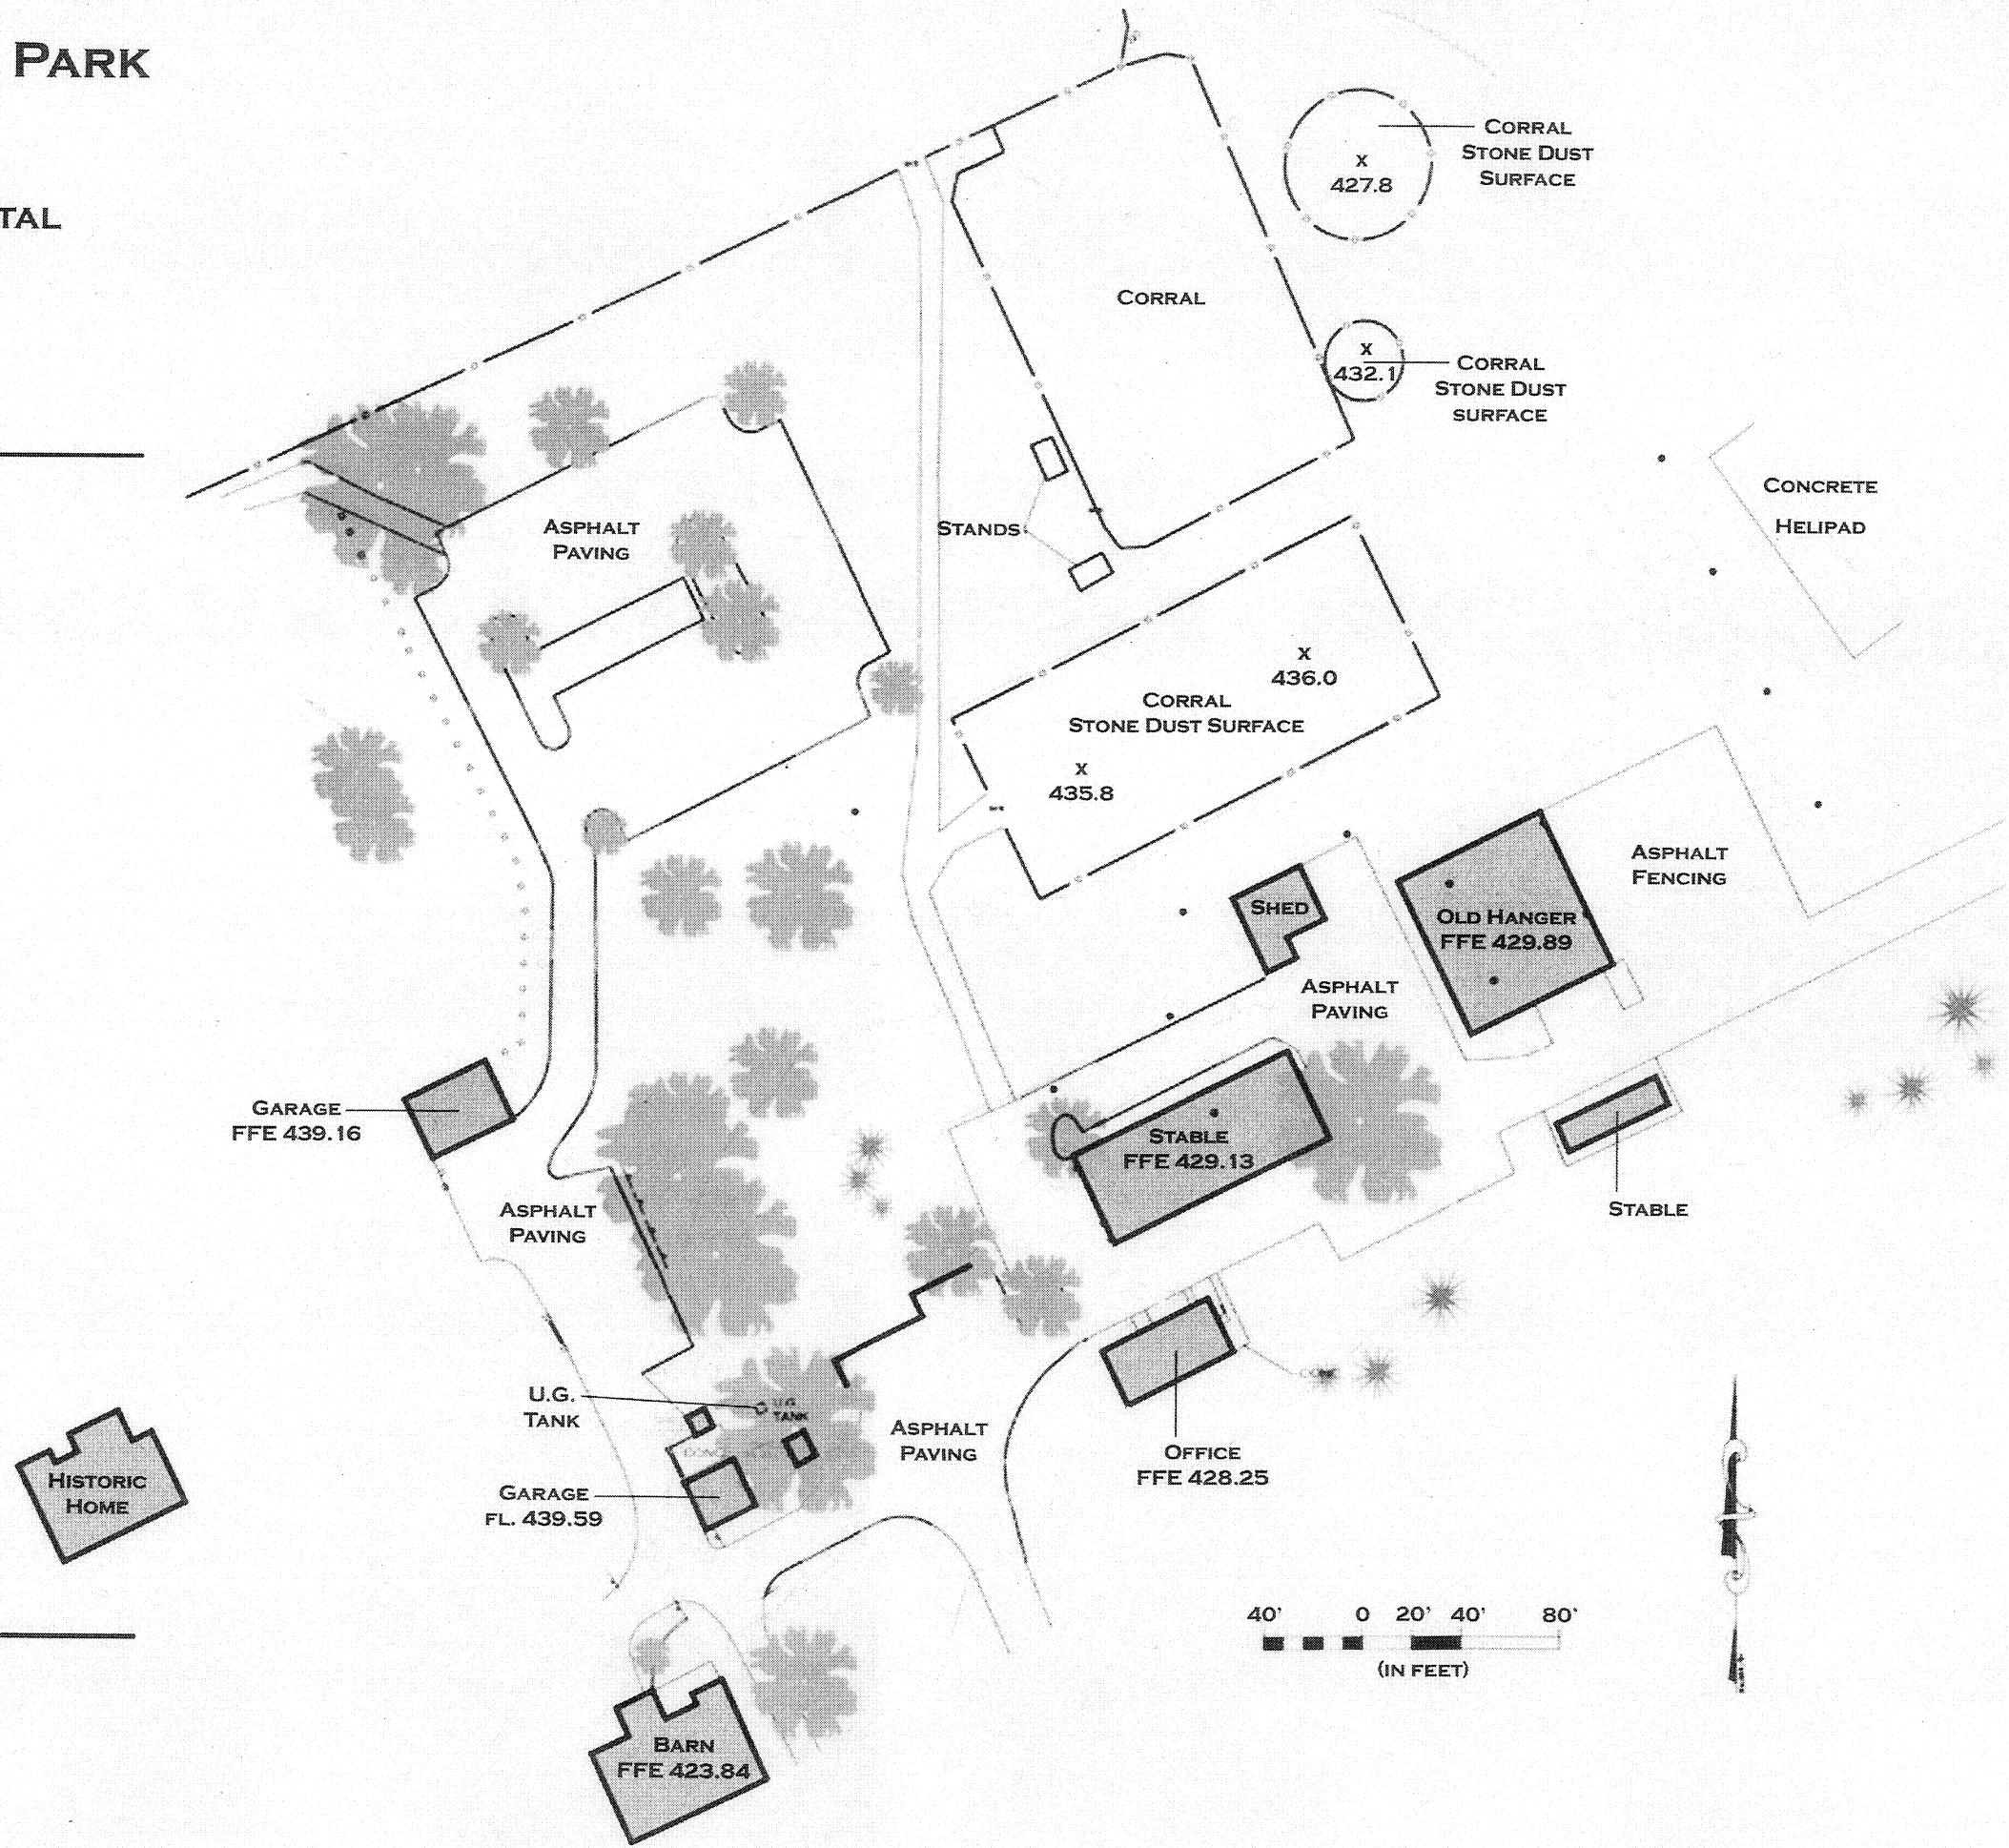 PARK
TAL
CORRAL
STONE DUST
SURFACE
X
427.8
CORRAL
X
432.1
CORRAL
STONE DUST
SURFACE
CONCRETE
HELIPAD
ASPHALT
PAVING
STANDS
X
436.0
CORRAL
STONE DUST SURFACE
X
435.8
ASPHALT
FENCING
SHED
OLD HANGER
FFE 429.89
ASPHALT
PAVING
GARAGE
FFE 439.16
STABLE
FFE 429.13
ASPHALT
PAVING
STABLE
U.G.
TANK
U.G.
TANK
ASPHALT
PAVING
OFFICE
FFE 428.25
HISTORIC
HOME
GARAGE
FL. 439.59
40' 0 20' 40' 80'
(IN FEET)
BARN
FFE 423.84